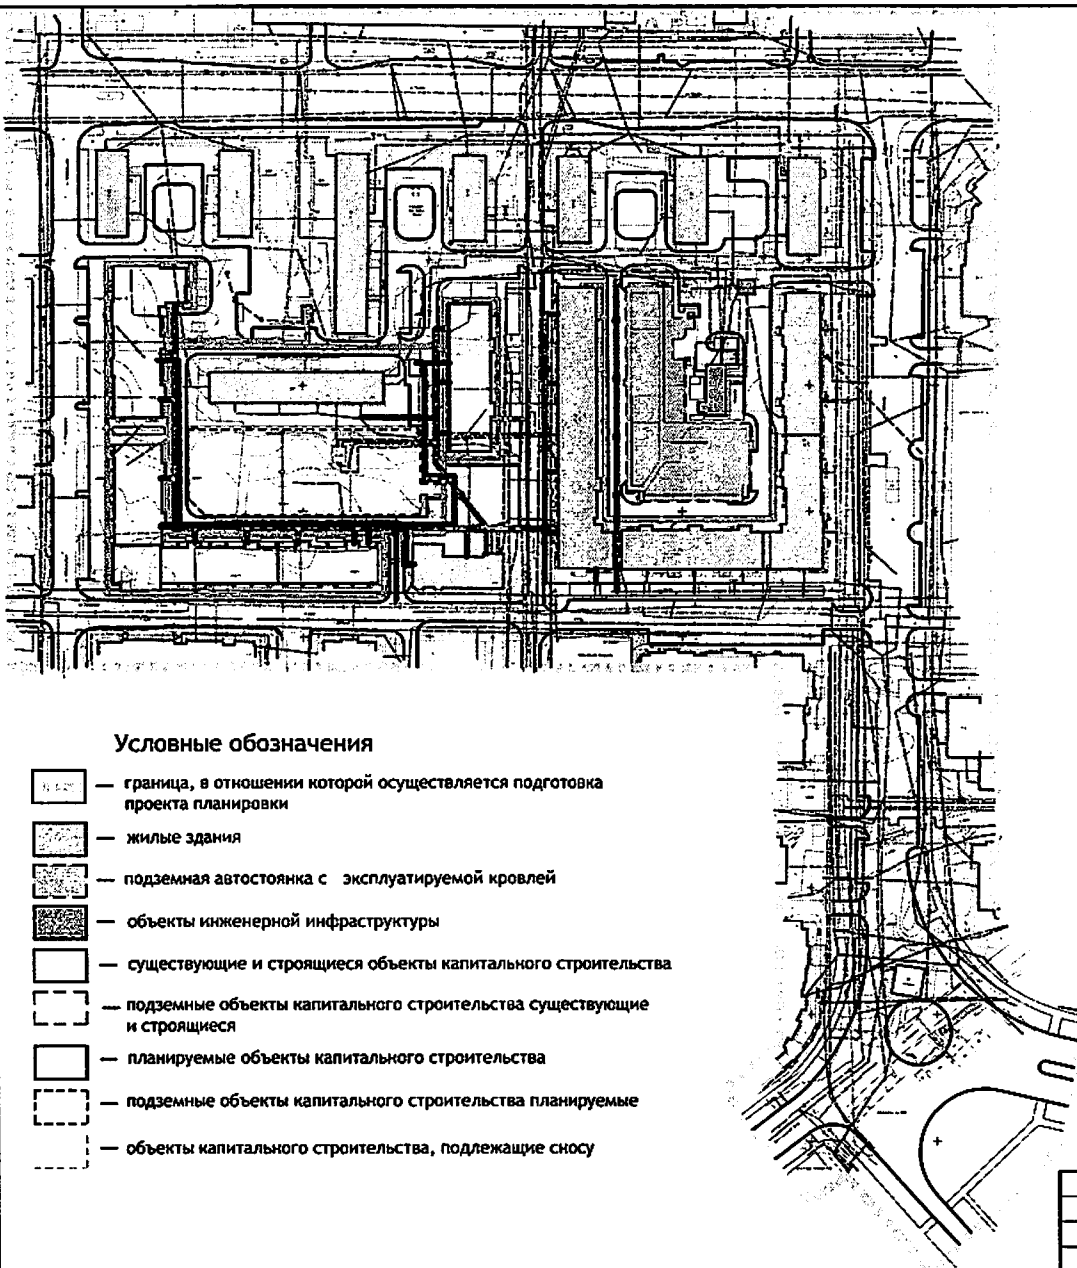 Условные обозначения
— граница, в отношении которой осуществляется подготовка
проекта планировки
— жилые здания
— подземная автостоянка с эксплуатируемой кровлей
— объекты инженерной инфраструктуры
— существующие и строящиеся объекты капитального строительства
— подземные объекты капитального строительства существующие
и строящиеся
— планируемые объекты капитального строительства
— подземные объекты капитального строительства планируемые
— объекты капитального строительства, подлежащие сносу